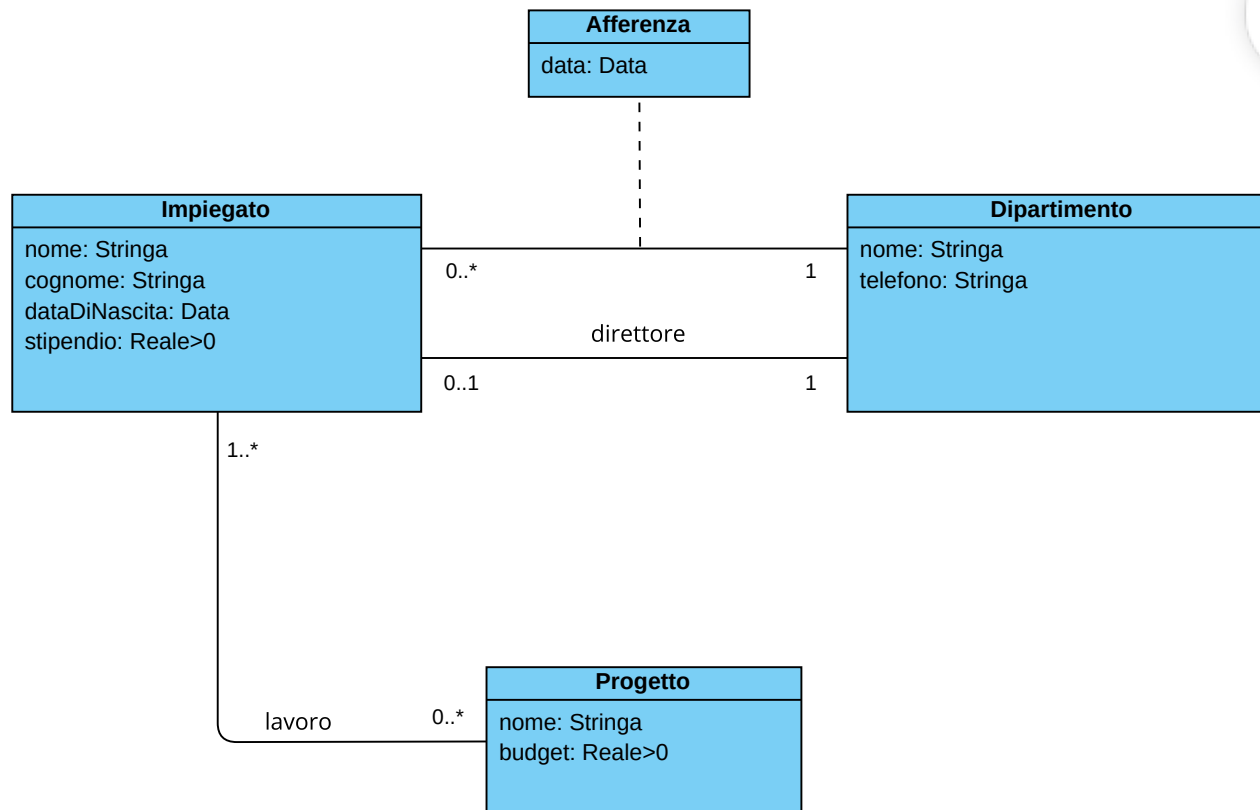 Afferenza
data: Data
Impiegato
nome: Stringa
cognome: Stringa
dataDiNascita: Data
stipendio: Reale>0
Dipartimento
nome: Stringa
telefono: Stringa
0..*
1
direttore
0..1
1
1..*
lavoro
0..*
Progetto
nome: Stringa
budget: Reale>0